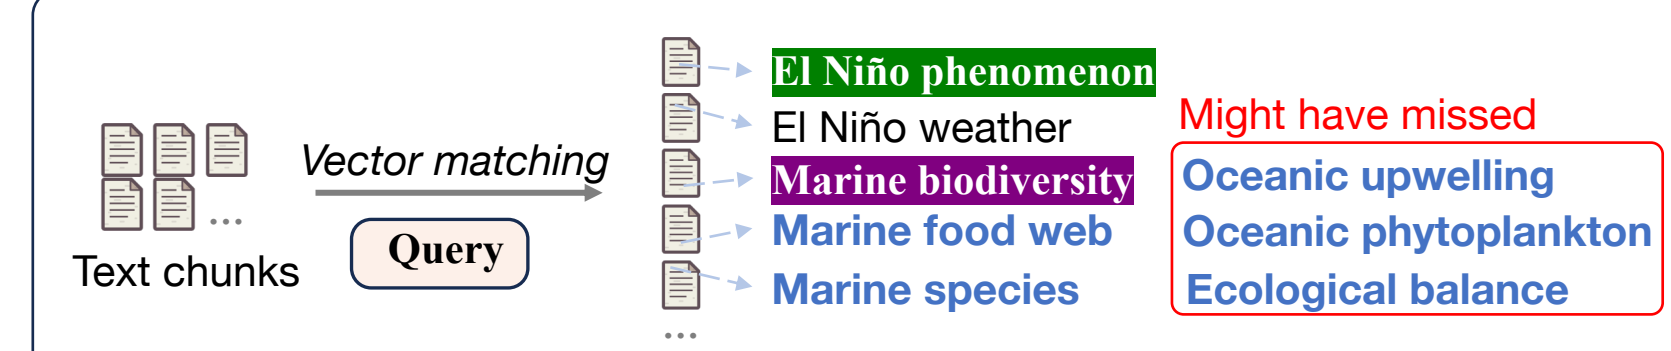 Vector matching
Query
Text chunks
...
El Niño phenomenon
El Niño weather
Marine biodiversity
Marine food web
Marine species
...
Might have missed
Oceanic upwelling
Oceanic phytoplankton
Ecological balance